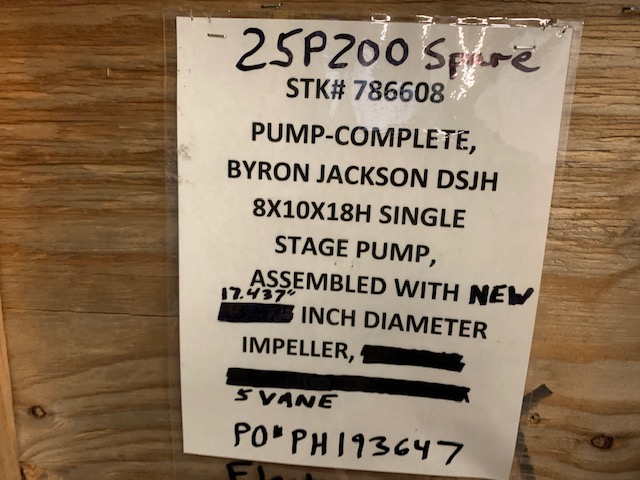 25P200 Spare
STK# 786608
PUMP-COMPLETE,
BYRON JACKSON DSJH
8X10X18H SINGLE
STAGE PUMP,
ASSEMBLED WITH NEW
17.437" INCH DIAMETER
IMPELLER,
5 VANE
PO# PH193647